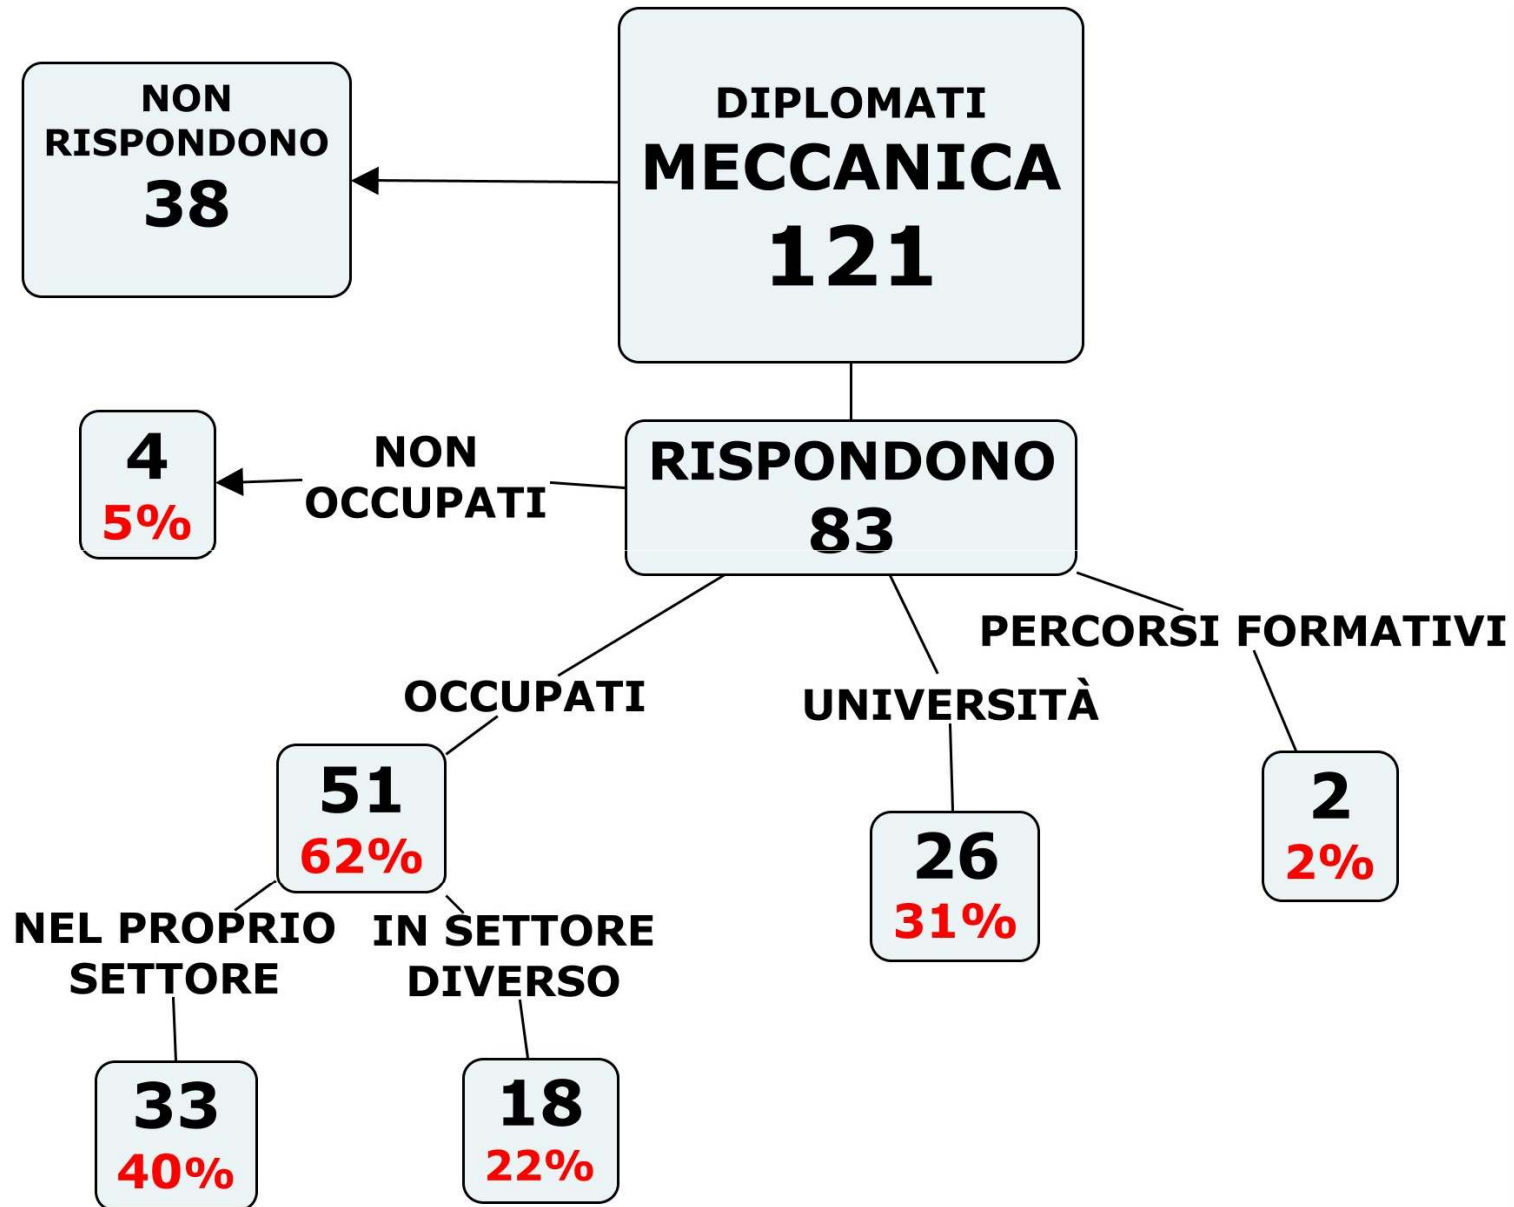 DIPLOMATI
MECCANICA
121
NON
RISPONDONO
38
RISPONDONO
83
NON
OCCUPATI
4
5%
OCCUPATI
51
62%
NEL PROPRIO
SETTORE
33
40%
IN SETTORE
DIVERSO
18
22%
UNIVERSITÀ
26
31%
PERCORSI FORMATIVI
2
2%